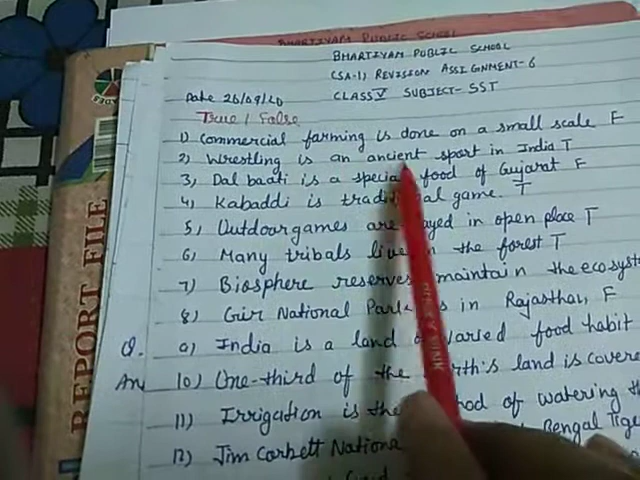 BHARTIYAM PUBLIC SCHOOL
BHARTIYAM PUBLIC SCHOOL
(SA-1) REVISION ASSIGNMENT-6
Date 26/09/20 CLASS V SUBJECT- SST
True / False
1) Commercial farming is done on a small scale F
2) Wrestling is an ancient sport in India T
3) Dal baati is a special food of Gujarat F
4) Kabaddi is traditional game. T
5) Outdoor games are played in open place T
6) Many tribals live in the forest T
7) Biosphere reserves maintain the ecosyst
8) Gir National Park is in Rajasthan, F
Q. 9) India is a land of varied food habit
An 10) One-third of the earth's land is covere
11) Irrigation is the method of watering th
12) Jim Corbett Nationa Bengal Tige
REPORT FILE